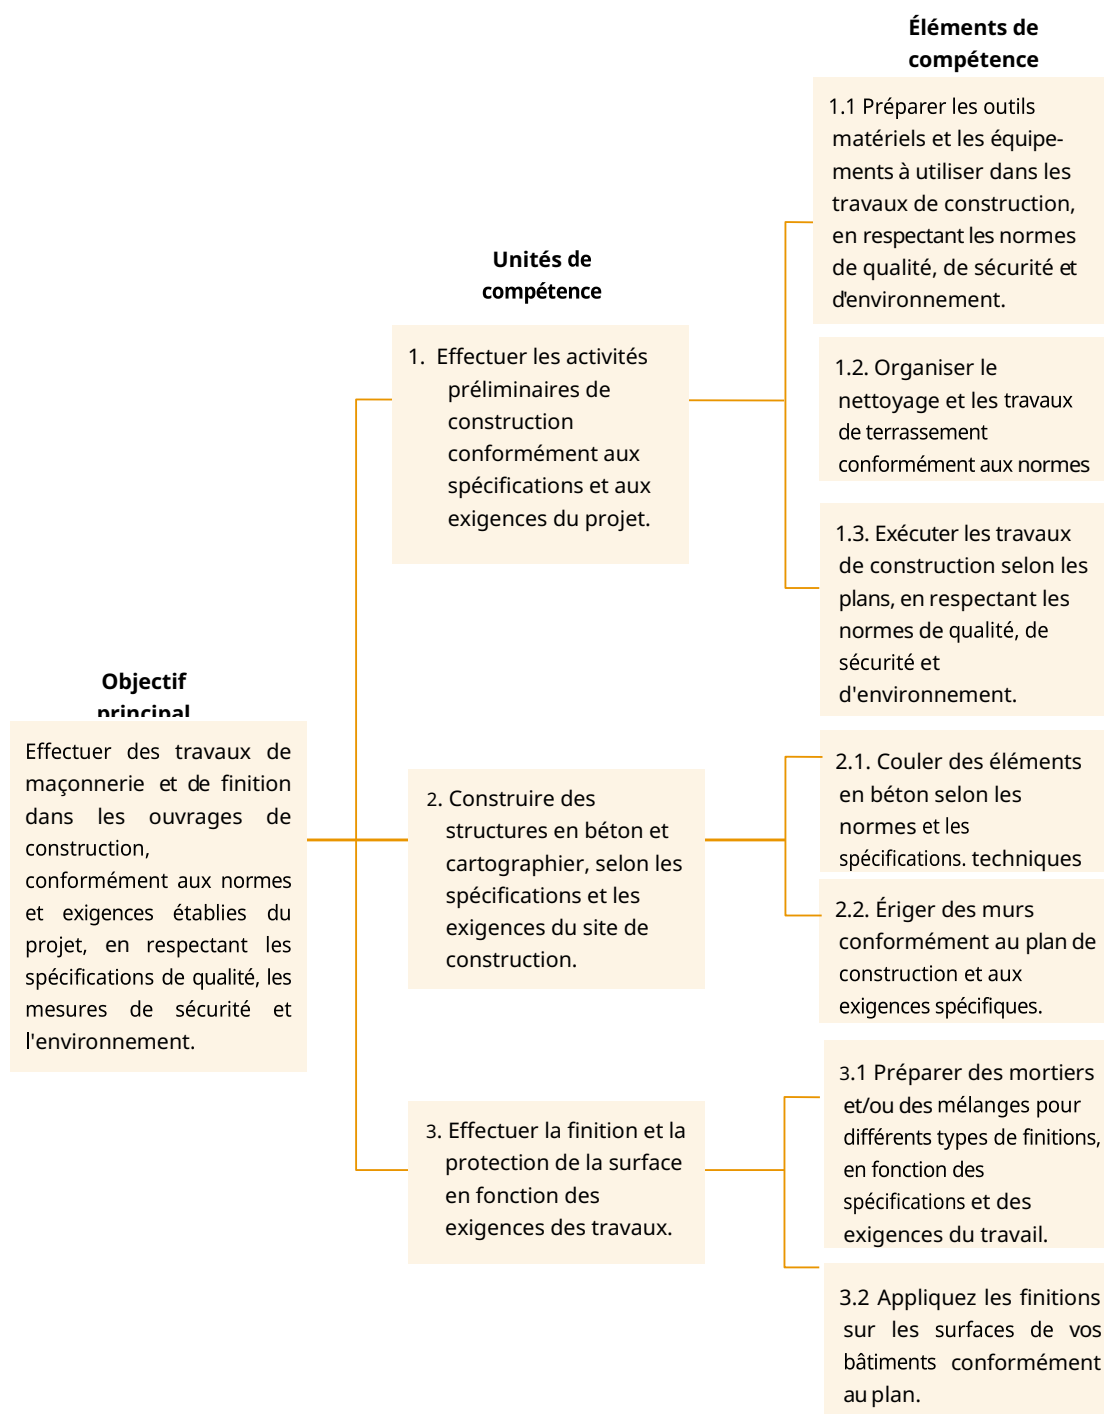 Éléments de
compétence
1.1 Préparer les outils
matériels et les équipe-
ments à utiliser dans les
travaux de construction,
en respectant les normes
de qualité, de sécurité et
d'environnement.
Unités de
compétence
1. Effectuer les activités
préliminaires de
construction
conformément aux
spécifications et aux
exigences du projet.
1.2. Organiser le
nettoyage et les travaux
de terrassement
conformément aux normes
1.3. Exécuter les travaux
de construction selon les
plans, en respectant les
normes de qualité, de
sécurité et
d'environnement.
Objectif
principal
Effectuer des travaux de
maçonnerie et de finition
dans les ouvrages de
construction,
conformément aux normes
et exigences établies du
projet, en respectant les
spécifications de qualité, les
mesures de sécurité et
l'environnement.
2. Construire des
structures en béton et
cartographier, selon les
spécifications et les
exigences du site de
construction.
2.1. Couler des éléments
en béton selon les
normes et les
spécifications. techniques
2.2. Ériger des murs
conformément au plan de
construction et aux
exigences spécifiques.
3. Effectuer la finition et la
protection de la surface
en fonction des
exigences des travaux.
3.1 Préparer des mortiers
et/ou des mélanges pour
différents types de finitions,
en fonction des
spécifications et des
exigences du travail.
3.2 Appliquez les finitions
sur les surfaces de vos
bâtiments conformément
au plan.